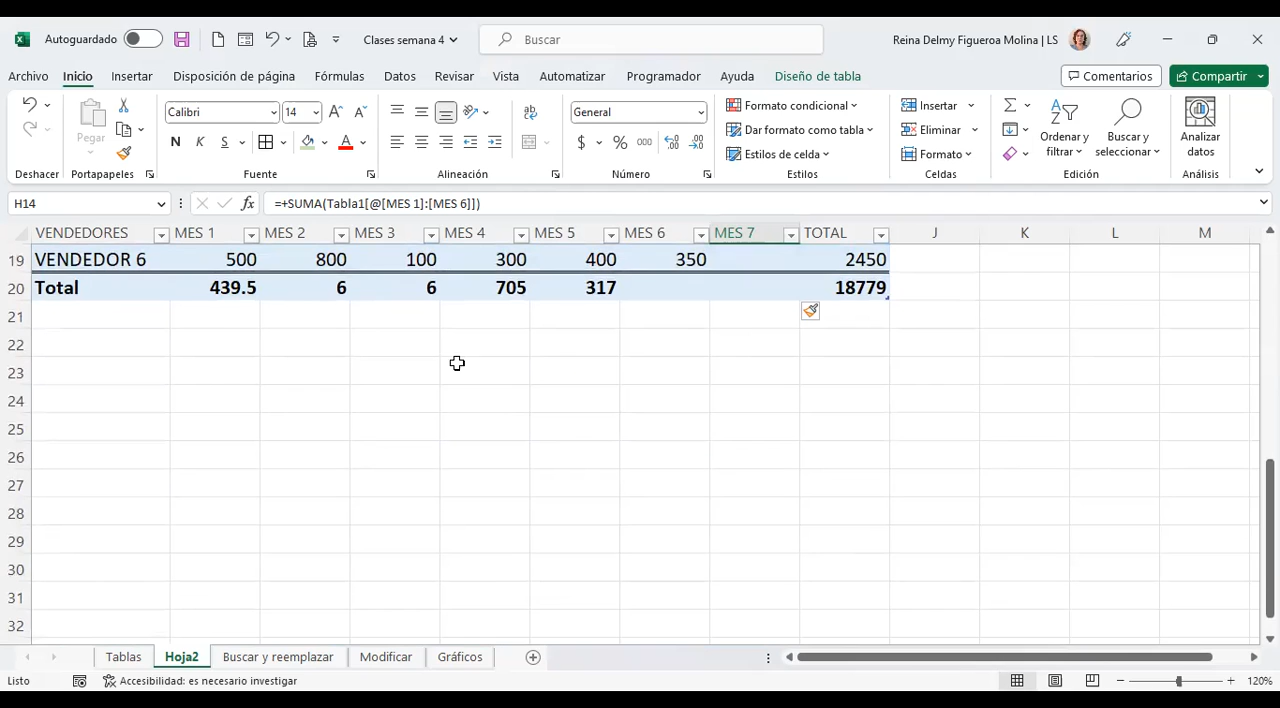 Autoguardado
Clases semana 4
Buscar
Reina Delmy Figueroa Molina | LS
Archivo Inicio Insertar Disposición de página Fórmulas Datos Revisar Vista Automatizar Programador Ayuda Diseño de tabla Comentarios Compartir
Pegar
Calibri 14
N K S
General
$ % 000
Formato condicional
Dar formato como tabla
Estilos de celda
Insertar
Eliminar
Formato
Ordenar y filtrar
Buscar y seleccionar
Analizar datos
Deshacer Portapapeles Fuente Alineación Número Estilos Celdas Edición Análisis
H14 fx =+SUMA(Tabla1[@[MES 1]:[MES 6]])
VENDEDORES MES 1 MES 2 MES 3 MES 4 MES 5 MES 6 MES 7 TOTAL J K L M
19 VENDEDOR 6 500 800 100 300 400 350 2450
20 Total 439.5 6 6 705 317 18779
21
22
23
24
25
26
27
28
29
30
31
32
Tablas Hoja2 Buscar y reemplazar Modificar Gráficos
Listo Accesibilidad: es necesario investigar 120%